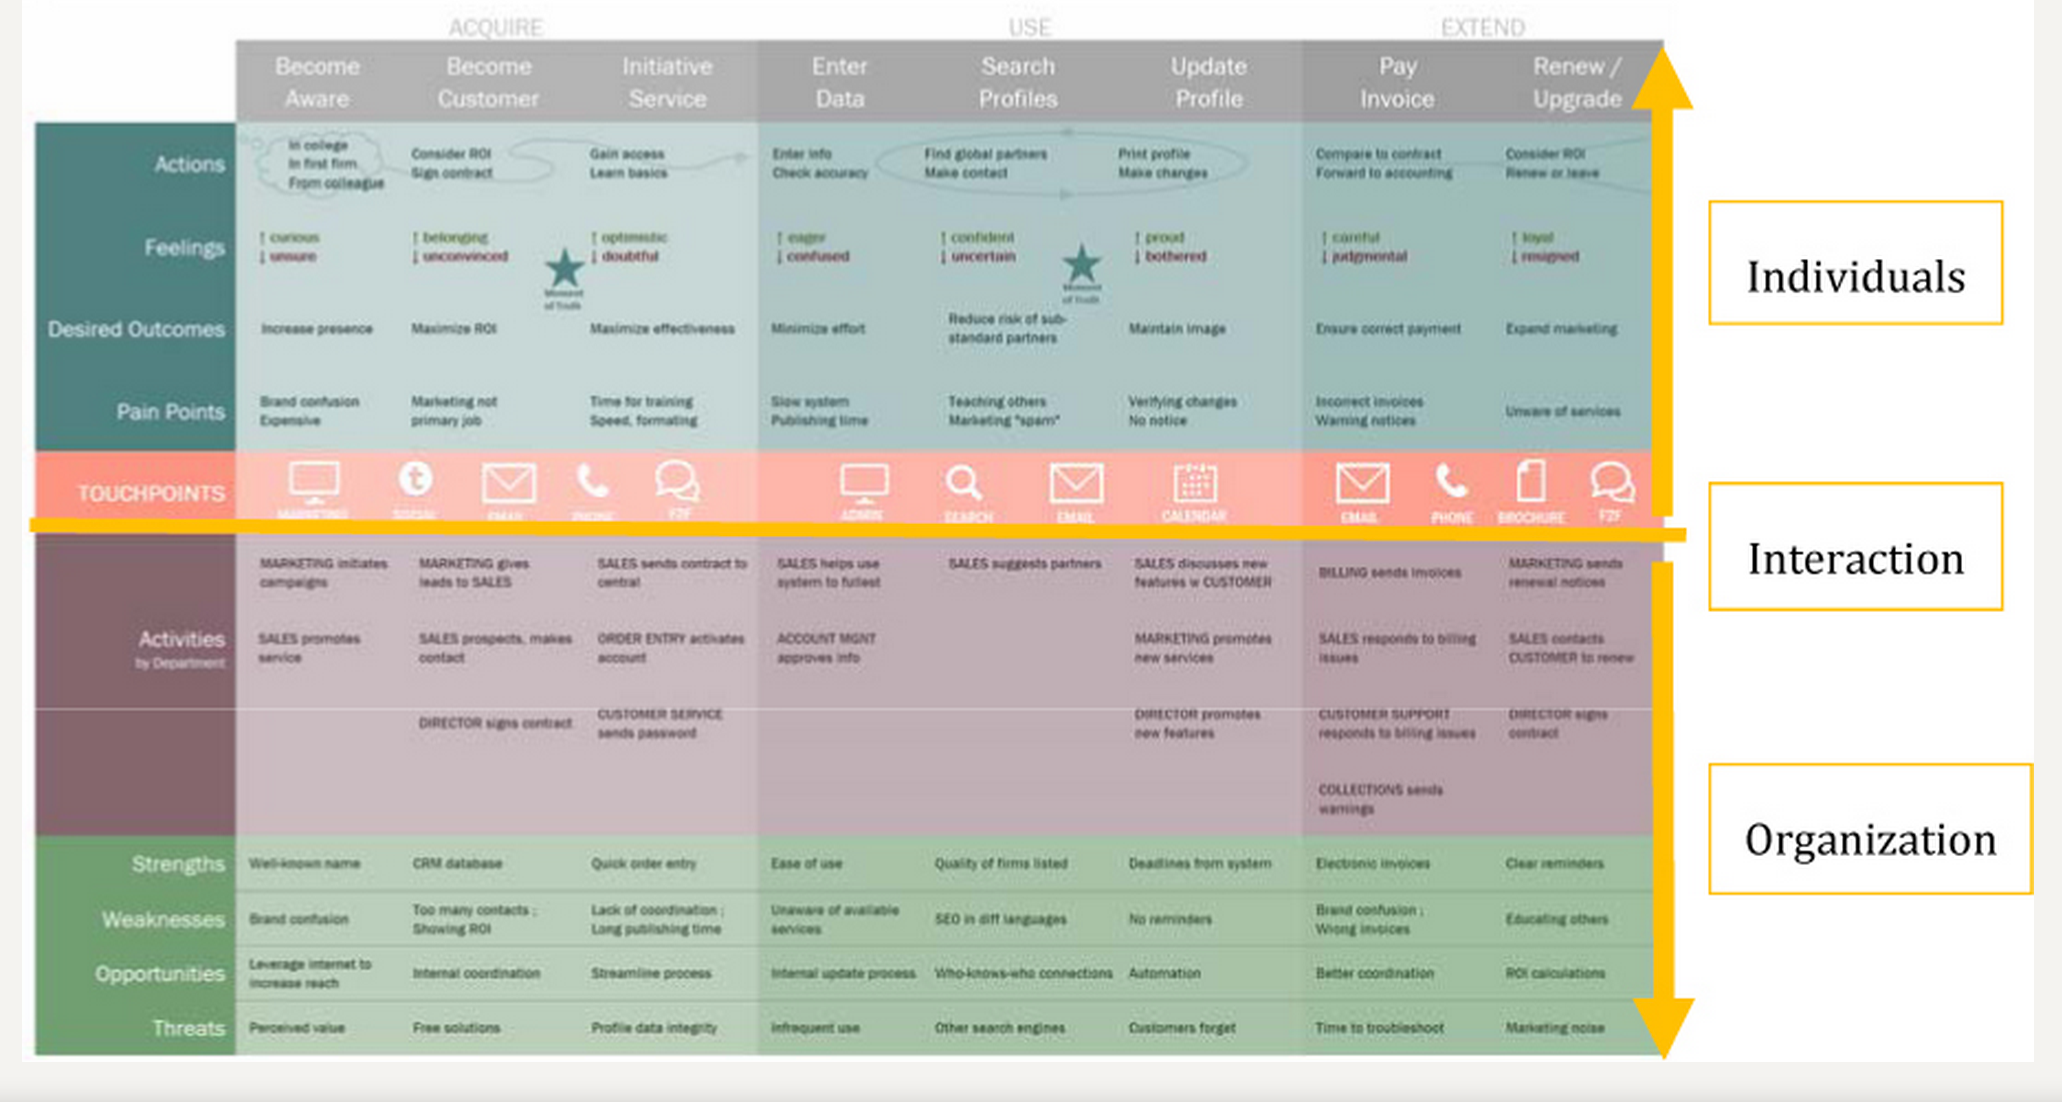 ACQUIRE USE EXTEND
Become Become Initiative Enter Search Update Pay Renew /
Aware Customer Service Data Profiles Profile Invoice Upgrade
Actions
In college
In first firm
From colleague
Consider ROI
Sign contract
Gain access
Learn basics
Enter info
Check accuracy
Find global partners
Make contact
Print profile
Make changes
Compare to contract
Forward to accounting
Consider ROI
Renew or leave
Feelings
↑ curious
↓ unsure
↑ belonging
↓ unconvinced
Moment
of Truth
↑ optimistic
↓ doubtful
↑ eager
↓ confused
↑ confident
↓ uncertain
Moment
of Truth
↑ proud
↓ bothered
↑ careful
↓ judgmental
↑ loyal
↓ resigned
Desired Outcomes
Increase presence
Maximize ROI
Maximize effectiveness
Minimize effort
Reduce risk of sub-
standard partners
Maintain image
Ensure correct payment
Expand marketing
Pain Points
Brand confusion
Expensive
Marketing not
primary job
Time for training
Speed, formating
Slow system
Publishing time
Teaching others
Marketing "spam"
Verifying changes
No notice
Incorrect invoices
Warning notices
Unware of services
TOUCHPOINTS
MARKETING SOCIAL EMAIL PHONE F2F ADMIN SEARCH EMAIL CALENDAR EMAIL PHONE BROCHURE F2F
Activities
by Department
MARKETING initiates
campaigns
MARKETING gives
leads to SALES
SALES sends contract to
central
SALES helps use
system to fullest
SALES suggests partners
SALES discusses new
features w CUSTOMER
BILLING sends invoices
MARKETING sends
renewal notices
SALES promotes
service
SALES prospects, makes
contact
ORDER ENTRY activates
account
ACCOUNT MGNT
approves info
MARKETING promotes
new services
SALES responds to billing
issues
SALES contacts
CUSTOMER to renew
DIRECTOR signs contract
CUSTOMER SERVICE
sends password
DIRECTOR promotes
new features
CUSTOMER SUPPORT
responds to billing issues
DIRECTOR signs
contract
COLLECTIONS sends
warnings
Strengths
Well-known name
CRM database
Quick order entry
Ease of use
Quality of firms listed
Deadlines from system
Electronic invoices
Clear reminders
Weaknesses
Brand confusion
Too many contacts ;
Showing ROI
Lack of coordination ;
Long publishing time
Unaware of available
services
SEO in diff languages
No reminders
Brand confusion ;
Wrong invoices
Educating others
Opportunities
Leverage internet to
increase reach
Internal coordination
Streamline process
Internal update process
Who-knows-who connections
Automation
Better coordination
ROI calculations
Threats
Perceived value
Free solutions
Profile data integrity
Infrequent use
Other search engines
Customers forget
Time to troubleshoot
Marketing noise
Individuals
Interaction
Organization